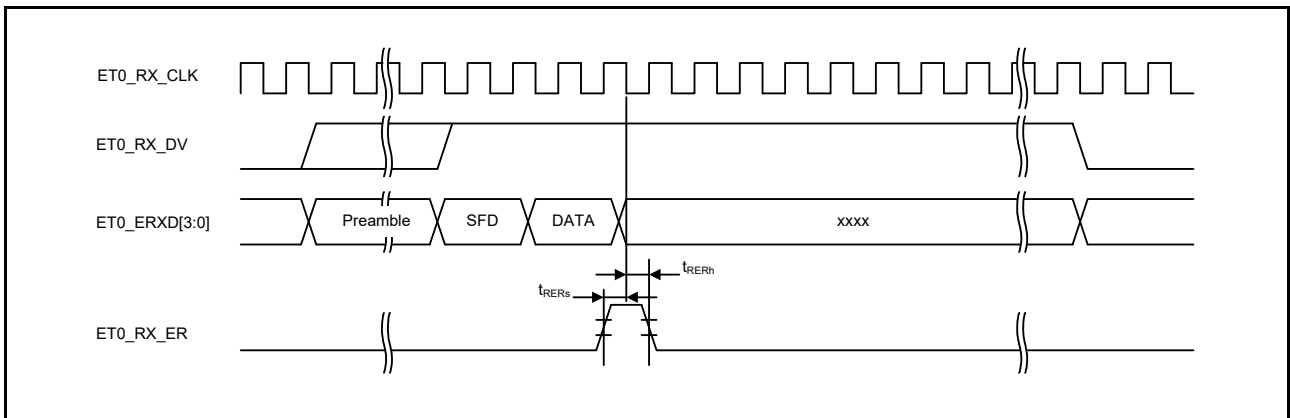 ET0_RX_CLK
ET0_RX_DV
ET0_ERXD[3:0] Preamble SFD DATA xxxx
tRERh
tRERs
ET0_RX_ER